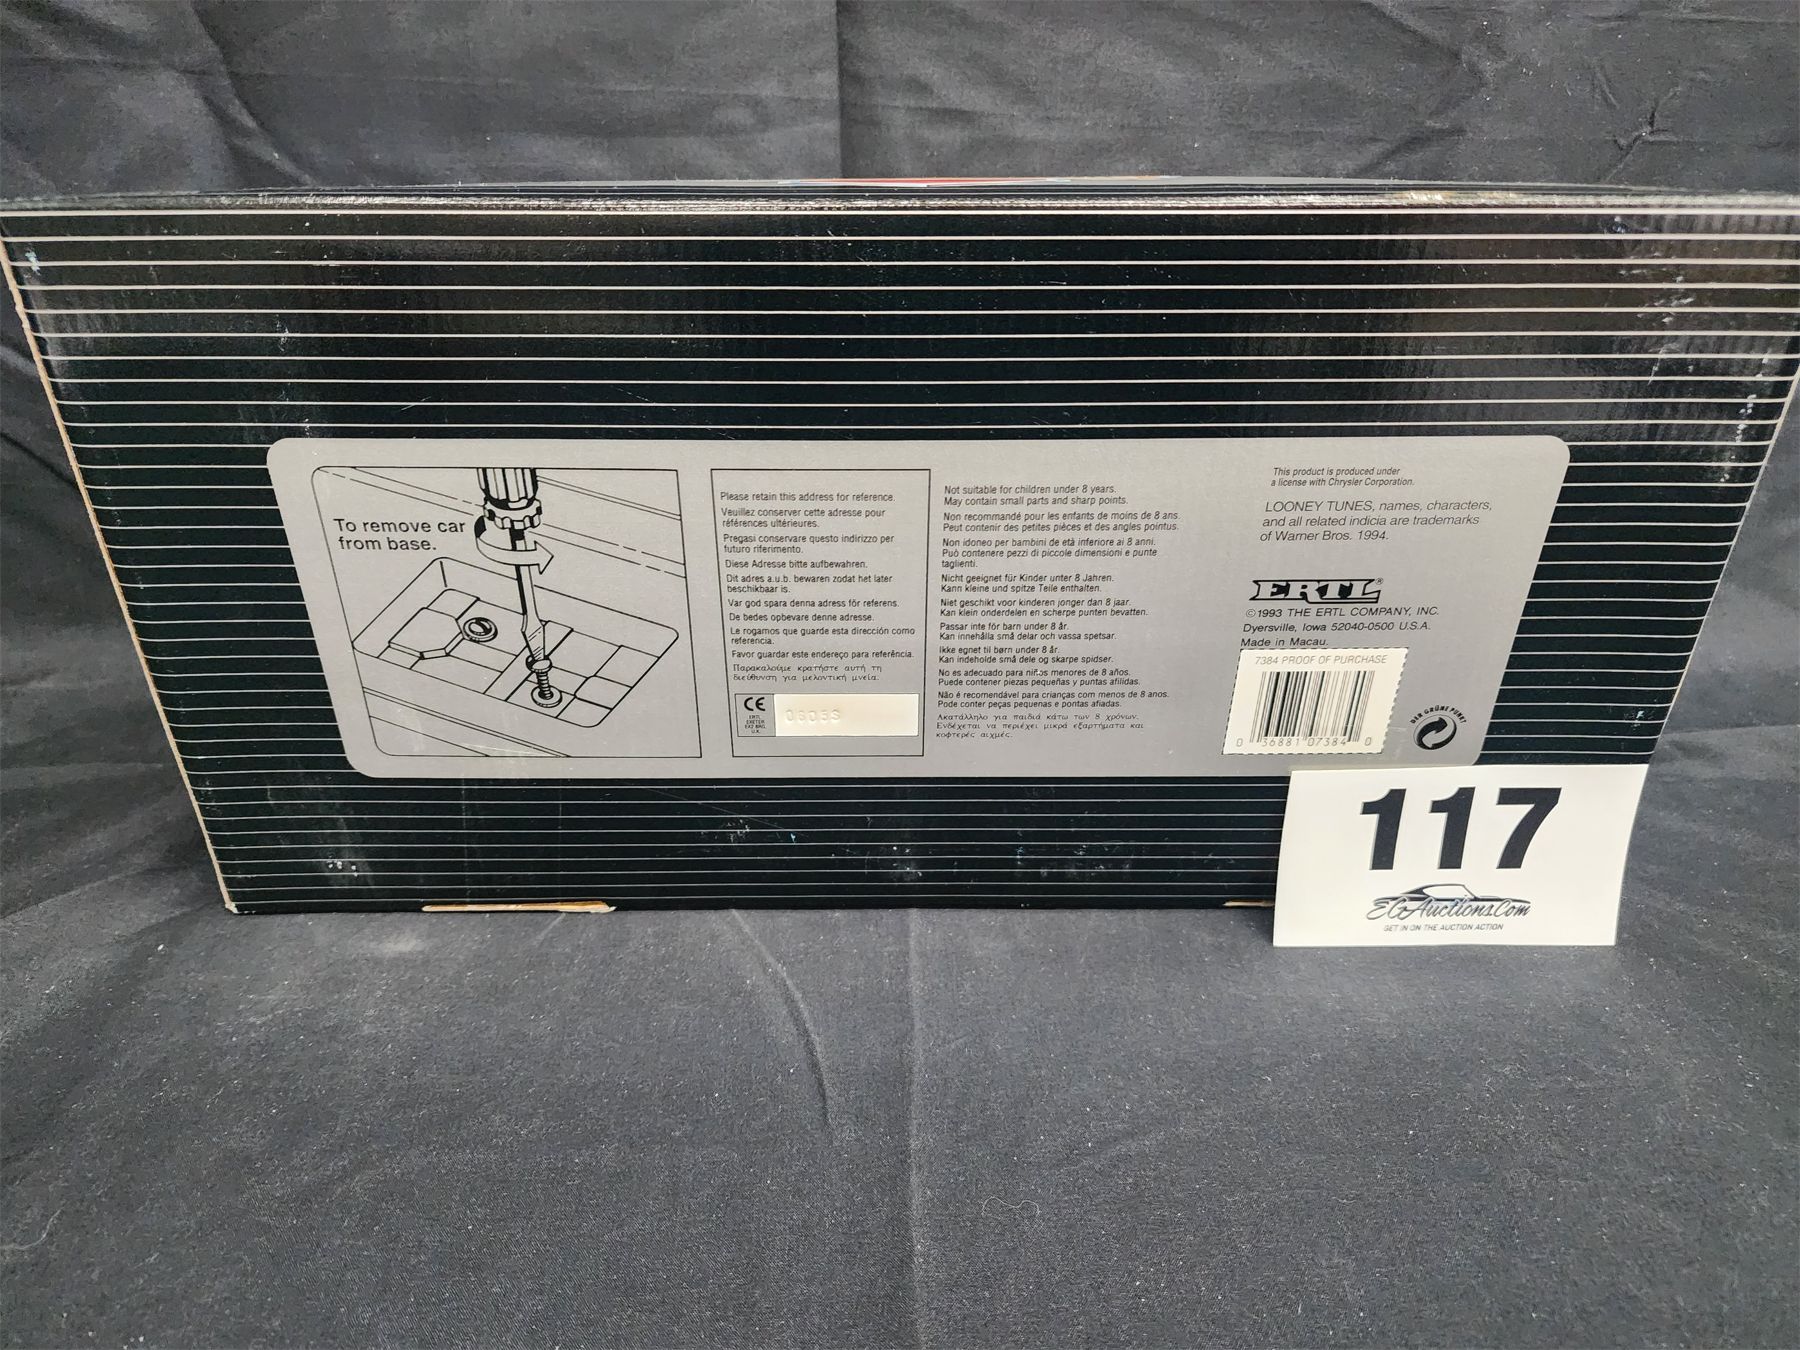 To remove car
from base.
Please retain this address for reference.
Veuillez conserver cette adresse pour
références ultérieures.
Pregasi conservare questo indirizzo per
futuro riferimento.
Diese Adresse bitte aufbewahren.
Dit adres a.u.b. bewaren zodat het later
beschikbaar is.
Var god spara denna adress för referens.
De bedes opbevare denne adresse.
Le rogamos que guarde esta dirección como
referencia.
Favor guardar este endereço para referência.
Παρακαλούμε κρατήστε αυτή τη
διεύθυνση για μελοντική μνεία.
CE
ERTL
EXETER
U.K.
0605S
Not suitable for children under 8 years.
May contain small parts and sharp points.
Non recommandé pour les enfants de moins de 8 ans.
Peut contenir des petites pièces et des angles pointus.
Non idoneo per bambini de età inferiore ai 8 anni.
Può contenere pezzi di piccole dimensioni e punte
taglienti.
Nicht geeignet für Kinder unter 8 Jahren.
Kann kleine und spitze Teile enthalten.
Niet geschikt voor kinderen jonger dan 8 jaar.
Kan klein onderdelen en scherpe punten bevatten.
Passar inte för barn under 8 år.
Kan innehålla små delar och vassa spetsar.
Ikke egnet til børn under 8 år.
Kan indeholde små dele og skarpe spidser.
No es adecuado para niños menores de 8 años.
Puede contener piezas pequeñas y puntas afiladas.
Não é recomendável para crianças com menos de 8 anos.
Pode conter peças pequenas e pontas afiadas.
Ακατάλληλο για παιδιά κάτω των 8 χρόνων.
Ενδέχεται να περιέχει μικρά εξαρτήματα και
κοφτερές αιχμές.
This product is produced under
a license with Chrysler Corporation.
LOONEY TUNES, names, characters,
and all related indicia are trademarks
of Warner Bros. 1994.
ERTL®
©1993 THE ERTL COMPANY, INC.
Dyersville, Iowa 52040-0500 U.S.A.
Made in Macau.
7384 PROOF OF PURCHASE
0 36881 07384 0
DER GRÜNE PUNKT
117
EGAuctions.Com
GET IN ON THE AUCTION ACTION